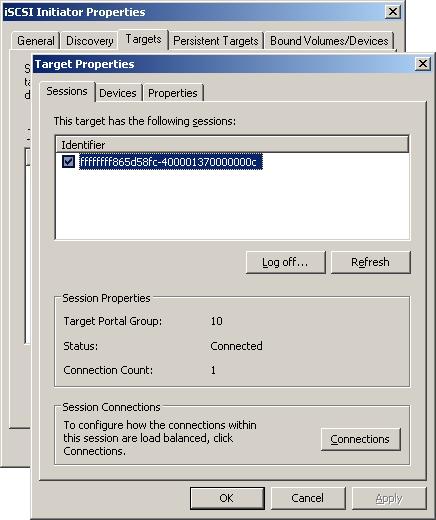 iSCSI Initiator Properties
General Discovery Targets Persistent Targets Bound Volumes/Devices
Target Properties
Sessions Devices Properties
This target has the following sessions:
Identifier
ffffffff865d58fc-400001370000000c
Log off... Refresh
Session Properties
Target Portal Group: 10
Status: Connected
Connection Count: 1
Session Connections
To configure how the connections within
this session are load balanced, click
Connections.
Connections
OK Cancel Apply